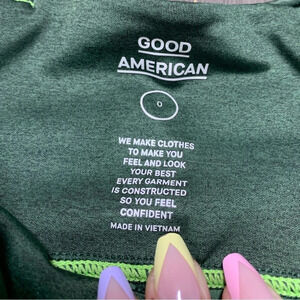 GOOD
AMERICAN
0
WE MAKE CLOTHES
TO MAKE YOU
FEEL AND LOOK
YOUR BEST
EVERY GARMENT
IS CONSTRUCTED
SO YOU FEEL
CONFIDENT
MADE IN VIETNAM